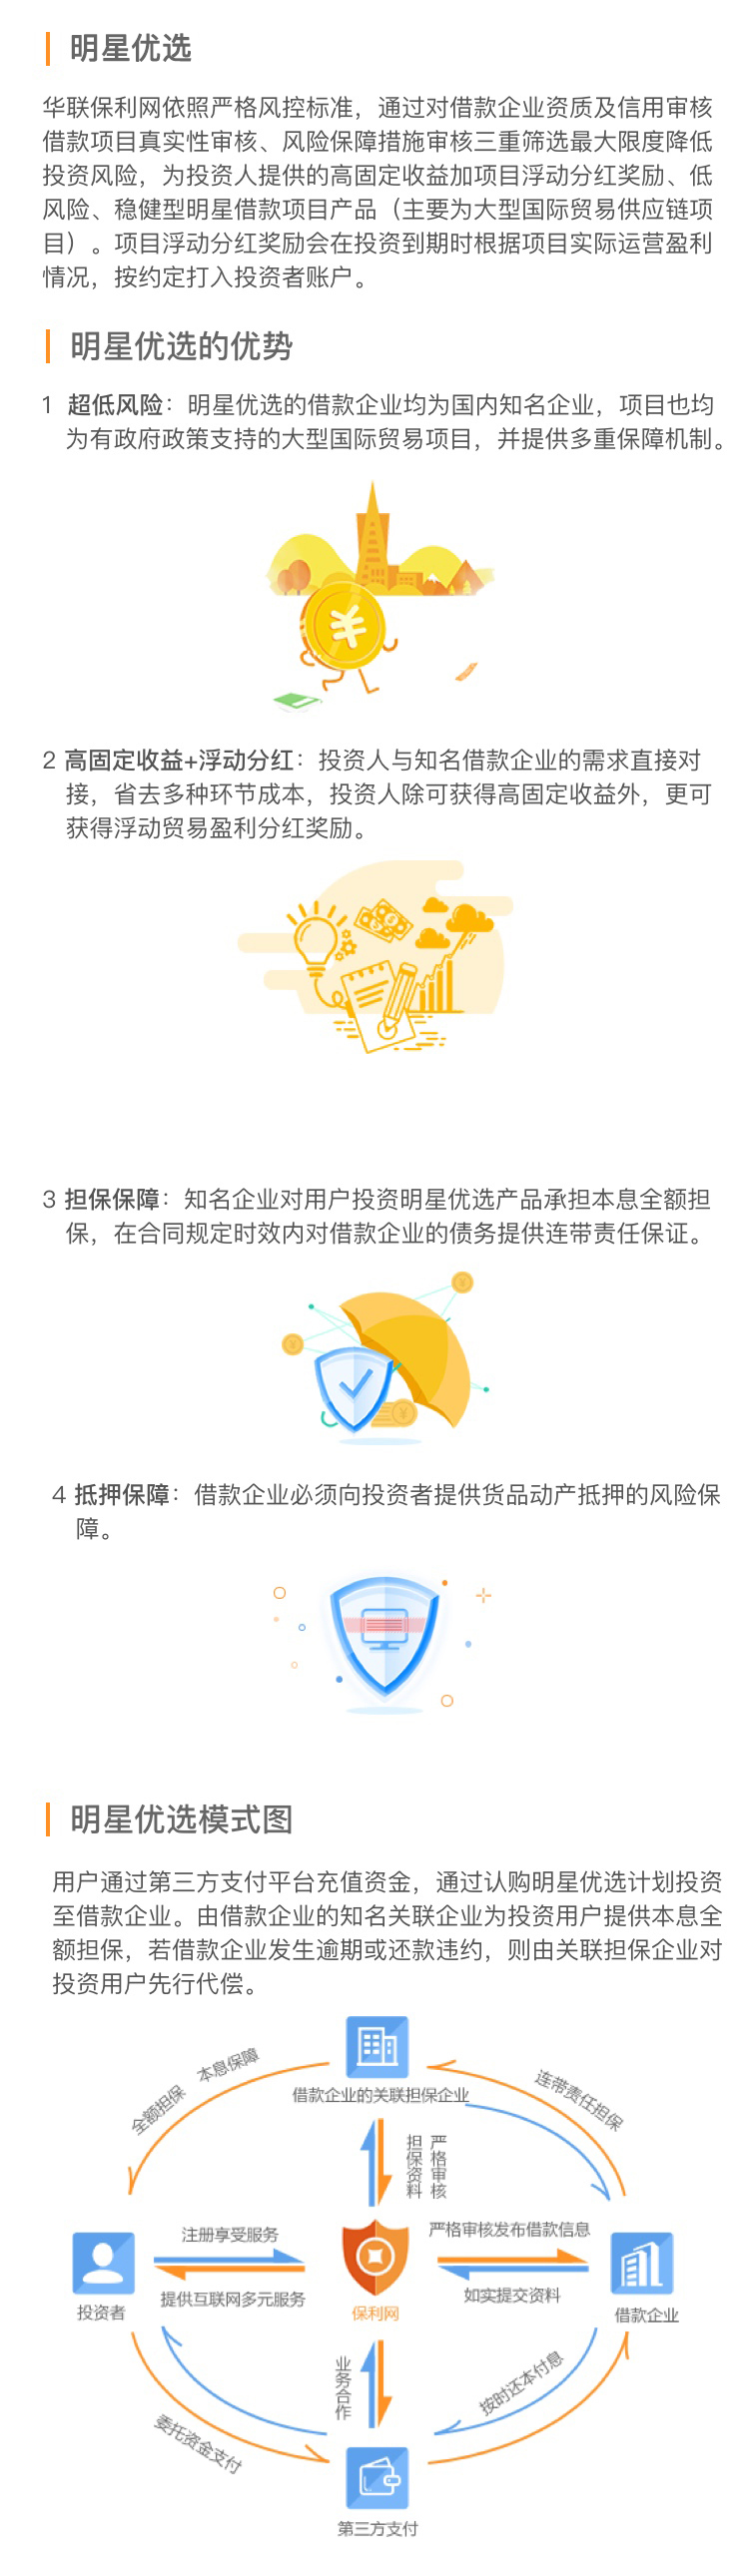 明星优选
华联保利网依照严格风控标准，通过对借款企业资质及信用审核
借款项目真实性审核、风险保障措施审核三重筛选最大限度降低
投资风险，为投资人提供的高固定收益加项目浮动分红奖励、低
风险、稳健型明星借款项目产品（主要为大型国际贸易供应链项
目）。项目浮动分红奖励会在投资到期时根据项目实际运营盈利
情况，按约定打入投资者账户。
明星优选的优势
1 超低风险：明星优选的借款企业均为国内知名企业，项目也均
为有政府政策支持的大型国际贸易项目，并提供多重保障机制。
¥
2 高固定收益+浮动分红：投资人与知名借款企业的需求直接对
接，省去多种环节成本，投资人除可获得高固定收益外，更可
获得浮动贸易盈利分红奖励。
3 担保保障：知名企业对用户投资明星优选产品承担本息全额担
保，在合同规定时效内对借款企业的债务提供连带责任保证。
4 抵押保障：借款企业必须向投资者提供货品动产抵押的风险保
障。
明星优选模式图
用户通过第三方支付平台充值资金，通过认购明星优选计划投资
至借款企业。由借款企业的知名关联企业为投资用户提供本息全
额担保，若借款企业发生逾期或还款违约，则由关联担保企业对
投资用户先行代偿。
全额担保 本息保障
借款企业的关联担保企业
连带责任担保
担保资料
严格审核
注册享受服务
严格审核发布借款信息
提供互联网多元服务
如实提交资料
投资者
保利网
借款企业
业务合作
按时还本付息
委托资金支付
第三方支付